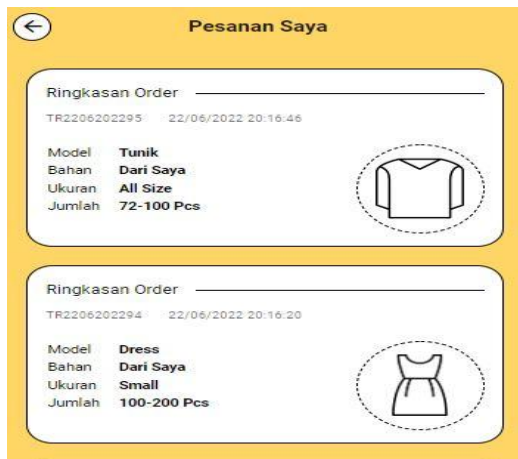 Pesanan Saya
Ringkasan Order
TR2206202295 22/06/2022 20:16:46
Model Tunik
Bahan Dari Saya
Ukuran All Size
Jumlah 72-100 Pcs
Ringkasan Order
TR2206202294 22/06/2022 20:16:20
Model Dress
Bahan Dari Saya
Ukuran Small
Jumlah 100-200 Pcs